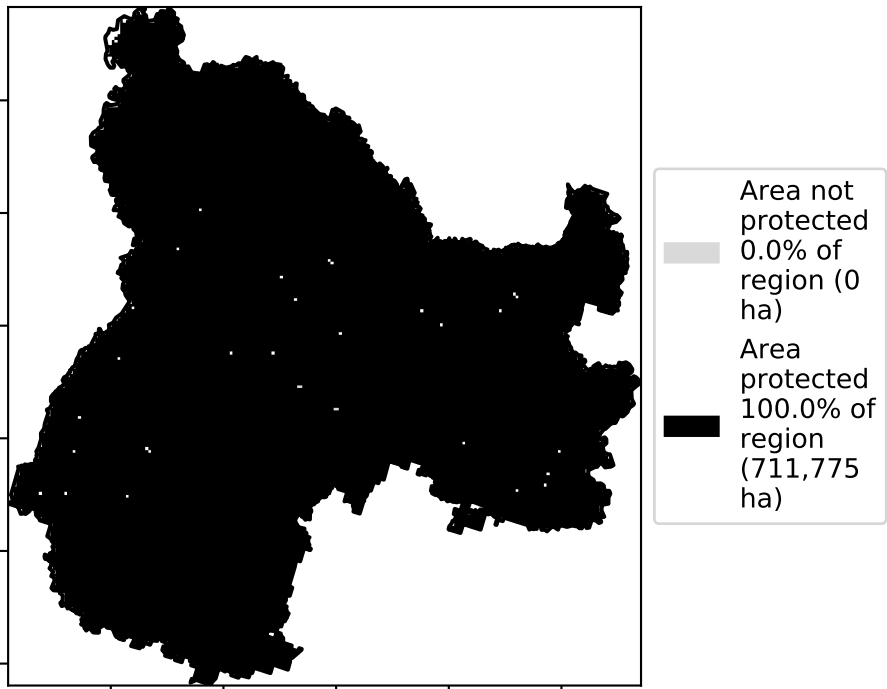 Area not
protected
0.0% of
region (0
ha)
Area
protected
100.0% of
region
(711,775
ha)